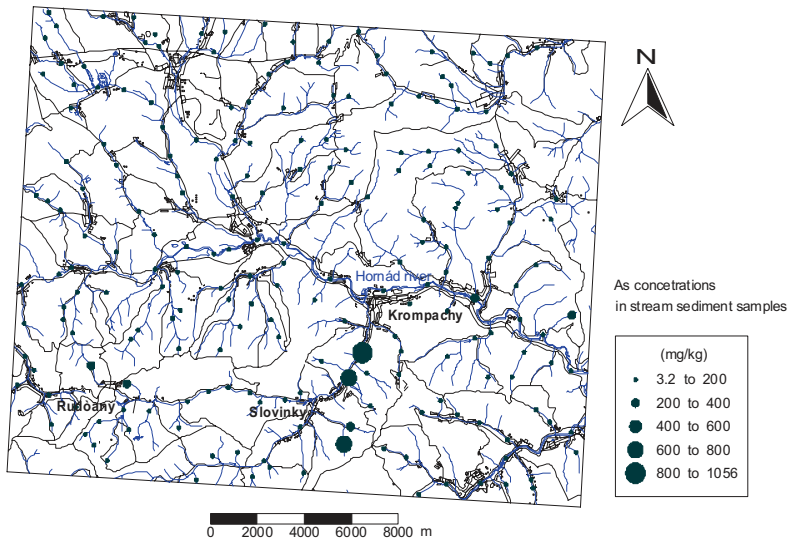 N
Hornád river
Krompachy
Rudòany
Slovinky
As concetrations
in stream sediment samples
(mg/kg)
3.2 to 200
200 to 400
400 to 600
600 to 800
800 to 1056
0 2000 4000 6000 8000 m